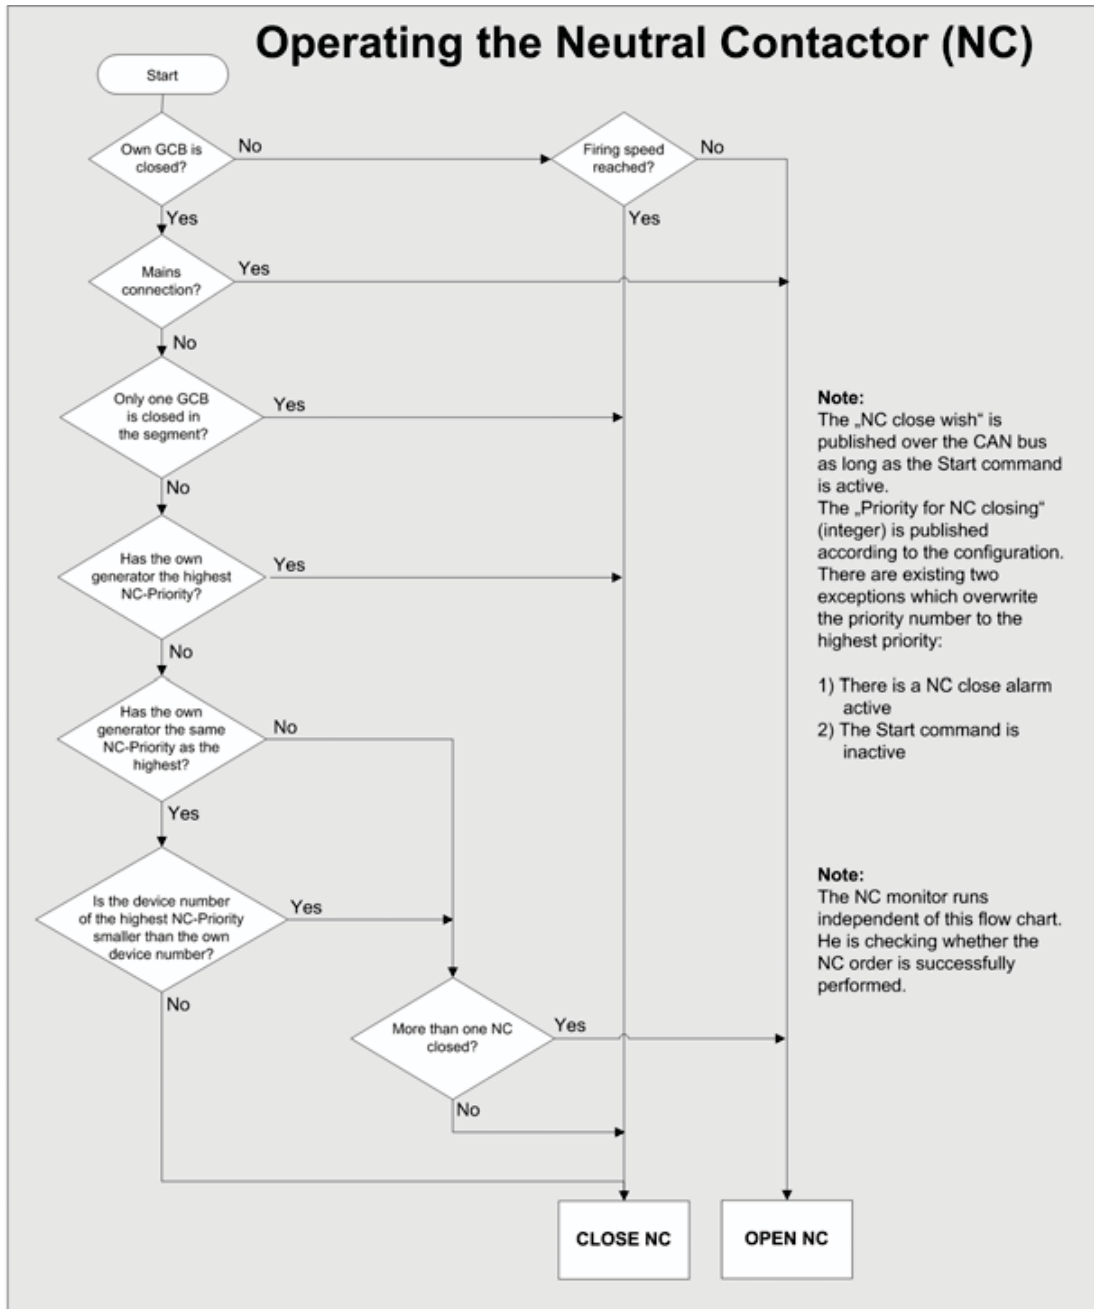 Operating the Neutral Contactor (NC)
Start
Own GCB is
closed?
No
Firing speed
reached?
No
Yes
Yes
Mains
connection?
Yes
No
Only one GCB
is closed in
the segment?
Yes
No
Has the own
generator the highest
NC-Priority?
Yes
No
Has the own
generator the same
NC-Priority as the
highest?
No
Yes
Is the device number
of the highest NC-Priority
smaller than the own
device number?
Yes
No
More than one NC
closed?
Yes
No
CLOSE NC
OPEN NC
Note:
The „NC close wish“ is
published over the CAN bus
as long as the Start command
is active.
The „Priority for NC closing“
(integer) is published
according to the configuration.
There are existing two
exceptions which overwrite
the priority number to the
highest priority:
1) There is a NC close alarm
active
2) The Start command is
inactive
Note:
The NC monitor runs
independent of this flow chart.
He is checking whether the
NC order is successfully
performed.